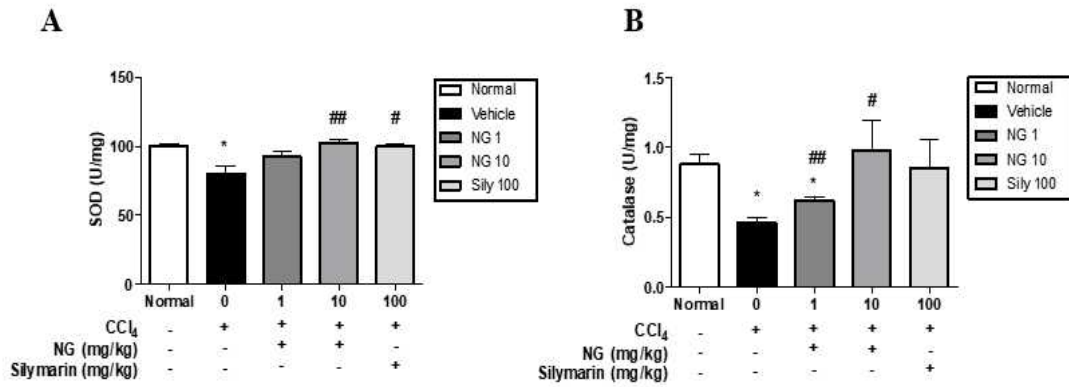 A
SOD (U/mg)
150
100
50
0
*
##
#
Normal
Vehicle
NG 1
NG 10
Sily 100
Normal 0 1 10 100
CCl4 - + + + +
NG (mg/kg) - - + + -
Silymarin (mg/kg) - - - - +
B
Catalase (U/mg)
1.5
1.0
0.5
0.0
*
##
*
#
Normal
Vehicle
NG 1
NG 10
Sily 100
Normal 0 1 10 100
CCl4 - + + + +
NG (mg/kg) - - + + -
Silymarin (mg/kg) - - - - +